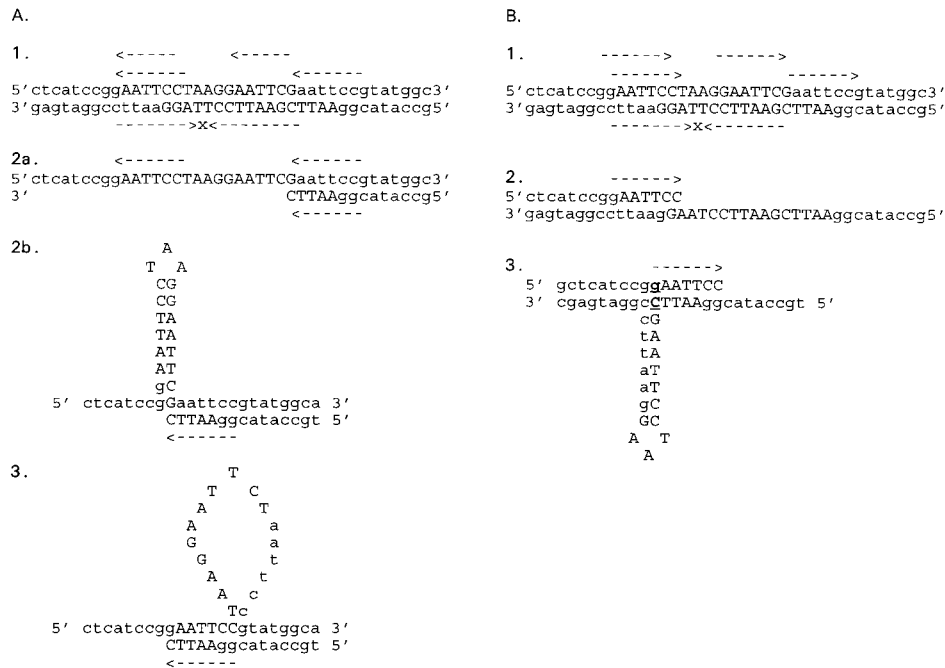 A.
1.
<----- <-----
<------ <------
5'ctcatccggAATTCCTAAGGAATTCGaattccgtatggc3'
3'gagtaggccttaaGGATTCCTTAAGCTTAAggcataccg5'
------->x<-------
2a.
<------ <------
5'ctcatccggAATTCCTAAGGAATTCGaattccgtatggc3'
3' CTTAAggcataccg5'
<------
2b.
A
T A
CG
CG
TA
TA
AT
AT
gC
5' ctcatccgGaattccgtatggca 3'
CTTAAggcataccgt 5'
<------
3.
T
T C
A T
A a
G a
G t
A t
A c
Tc
5' ctcatccggAATTCCgtatggca 3'
CTTAAggcataccgt 5'
<------
B.
1.
------> ------>
------> ------>
5'ctcatccggAATTCCTAAGGAATTCGaattccgtatggc3'
3'gagtaggccttaaGGATTCCTTAAGCTTAAggcataccg5'
------->x<-------
2.
------>
5'ctcatccggAATTCC
3'gagtaggccttaagGAATCCTTAAGCTTAAggcataccg5'
3.
------>
5' gctcatccggAATTCC
3' cgagtaggcCTTAAggcataccgt 5'
cG
tA
tA
aT
aT
gC
GC
A T
A